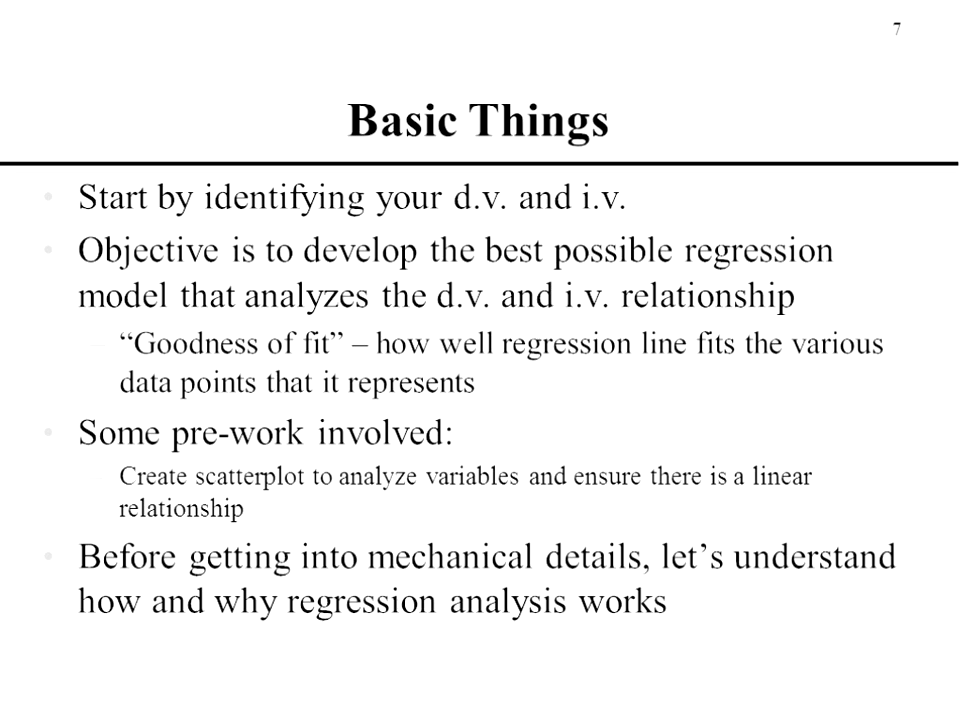 7
Basic Things
• Start by identifying your d.v. and i.v.
• Objective is to develop the best possible regression
model that analyzes the d.v. and i.v. relationship
– “Goodness of fit” – how well regression line fits the various
data points that it represents
• Some pre-work involved:
Create scatterplot to analyze variables and ensure there is a linear
relationship
• Before getting into mechanical details, let’s understand
how and why regression analysis works